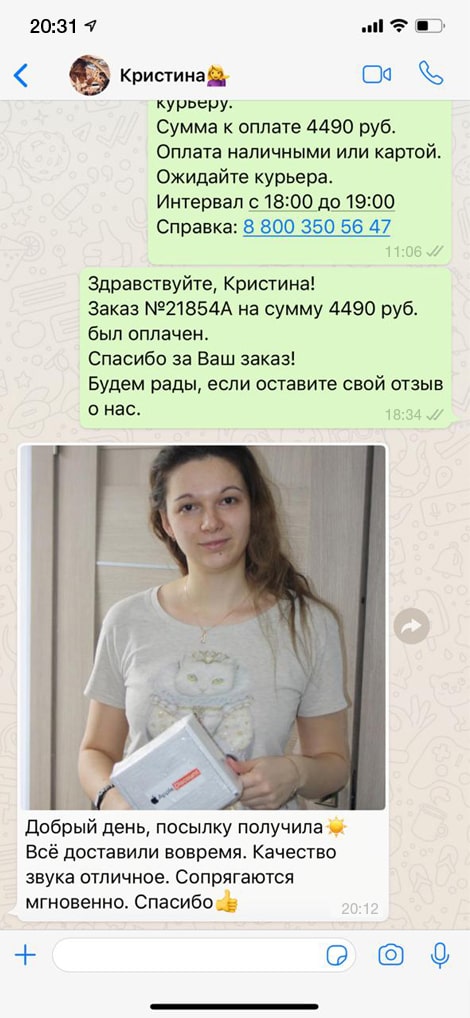 20:31
Кристина💁‍♀️
курьеру.
Сумма к оплате 4490 руб.
Оплата наличными или картой.
Ожидайте курьера.
Интервал с 18:00 до 19:00
Справка: 8 800 350 56 47
11:06
Здравствуйте, Кристина!
Заказ №21854А на сумму 4490 руб.
был оплачен.
Спасибо за Ваш заказ!
Будем рады, если оставите свой отзыв
о нас.
18:34
Apple Discount
Добрый день, посылку получила☀️
Всё доставили вовремя. Качество
звука отличное. Сопрягаются
мгновенно. Спасибо👍
20:12